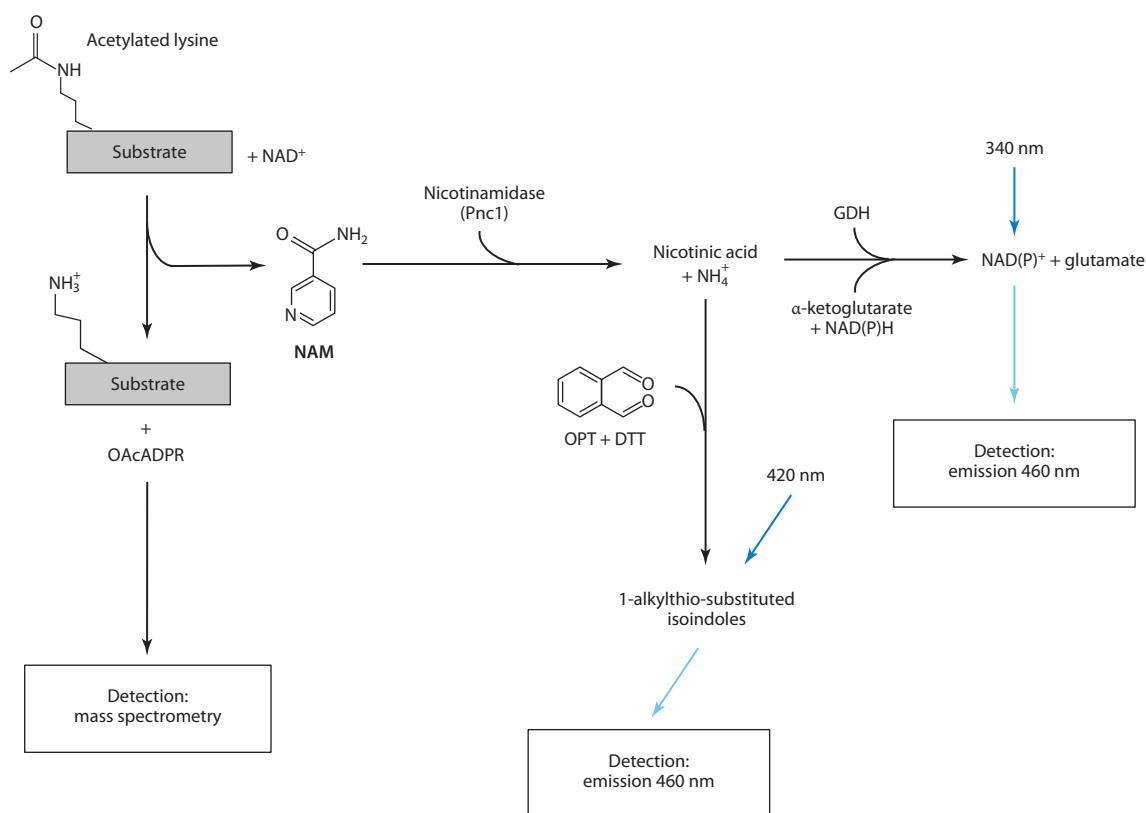 O
Acetylated lysine
NH
Substrate
+ NAD⁺
340 nm
Nicotinamidase
(Pnc1)
GDH
O
NH₂
Nicotinic acid
+ NH₄⁺
NAD(P)⁺ + glutamate
NH₃⁺
N
α-ketoglutarate
+ NAD(P)H
NAM
Substrate
O
O
+
OAcADPR
OPT + DTT
Detection:
emission 460 nm
420 nm
1-alkylthio-substituted
isoindoles
Detection:
mass spectrometry
Detection:
emission 460 nm